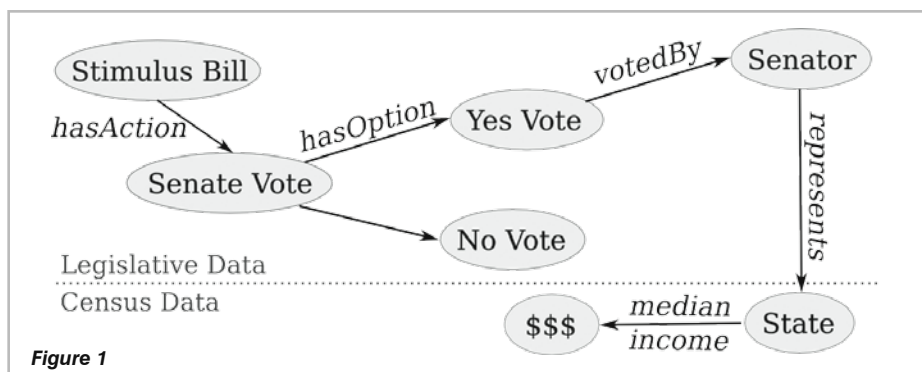 Stimulus Bill
hasAction
Senate Vote
hasOption
Yes Vote
votedBy
Senator
represents
No Vote
Legislative Data
Census Data
State
median
income
$$$
Figure 1